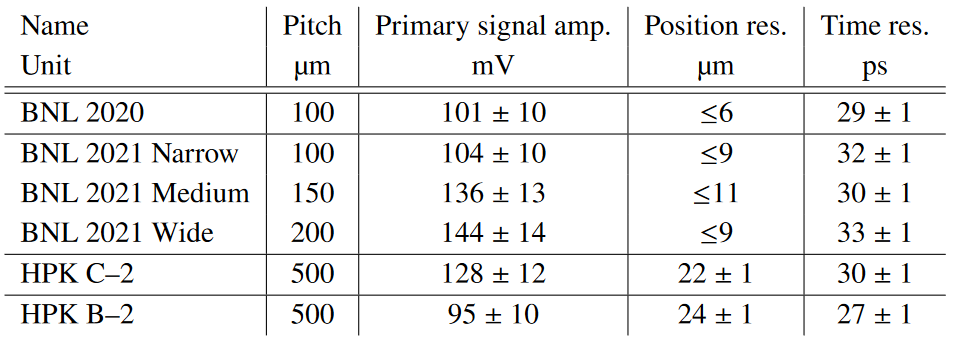 Name Pitch Primary signal amp. Position res. Time res.
Unit µm mV µm ps
BNL 2020 100 101 ± 10 ≤6 29 ± 1
BNL 2021 Narrow 100 104 ± 10 ≤9 32 ± 1
BNL 2021 Medium 150 136 ± 13 ≤11 30 ± 1
BNL 2021 Wide 200 144 ± 14 ≤9 33 ± 1
HPK C–2 500 128 ± 12 22 ± 1 30 ± 1
HPK B–2 500 95 ± 10 24 ± 1 27 ± 1